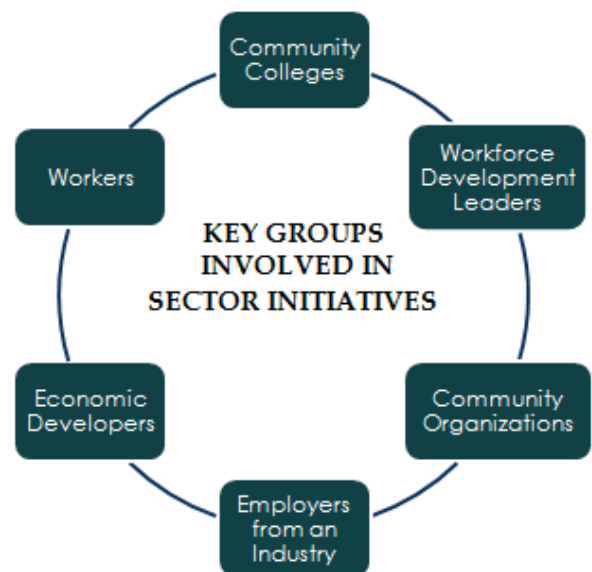 Community
Colleges
Workforce
Development
Leaders
Workers
KEY GROUPS
INVOLVED IN
SECTOR INITIATIVES
Economic
Developers
Community
Organizations
Employers
from an
Industry